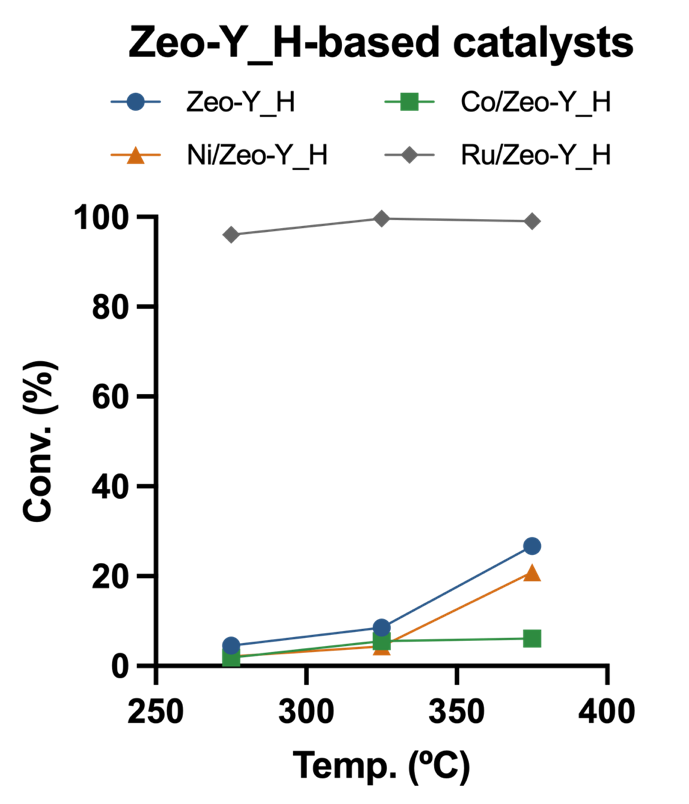 Zeo-Y_H-based catalysts
Zeo-Y_H
Co/Zeo-Y_H
Ni/Zeo-Y_H
Ru/Zeo-Y_H
100
80
60
40
20
0
Conv. (%)
250
300
350
400
Temp. (ºC)